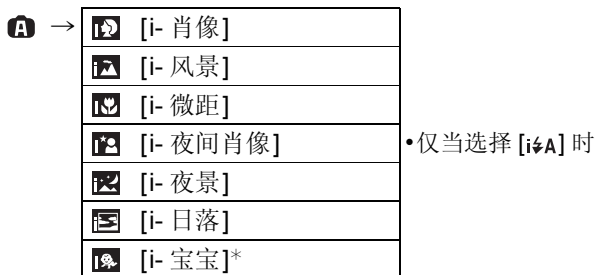 A → [i- 肖像]
[i- 风景]
[i- 微距]
[i- 夜间肖像] •仅当选择 [i⚡A] 时
[i- 夜景]
[i- 日落]
[i- 宝宝]*